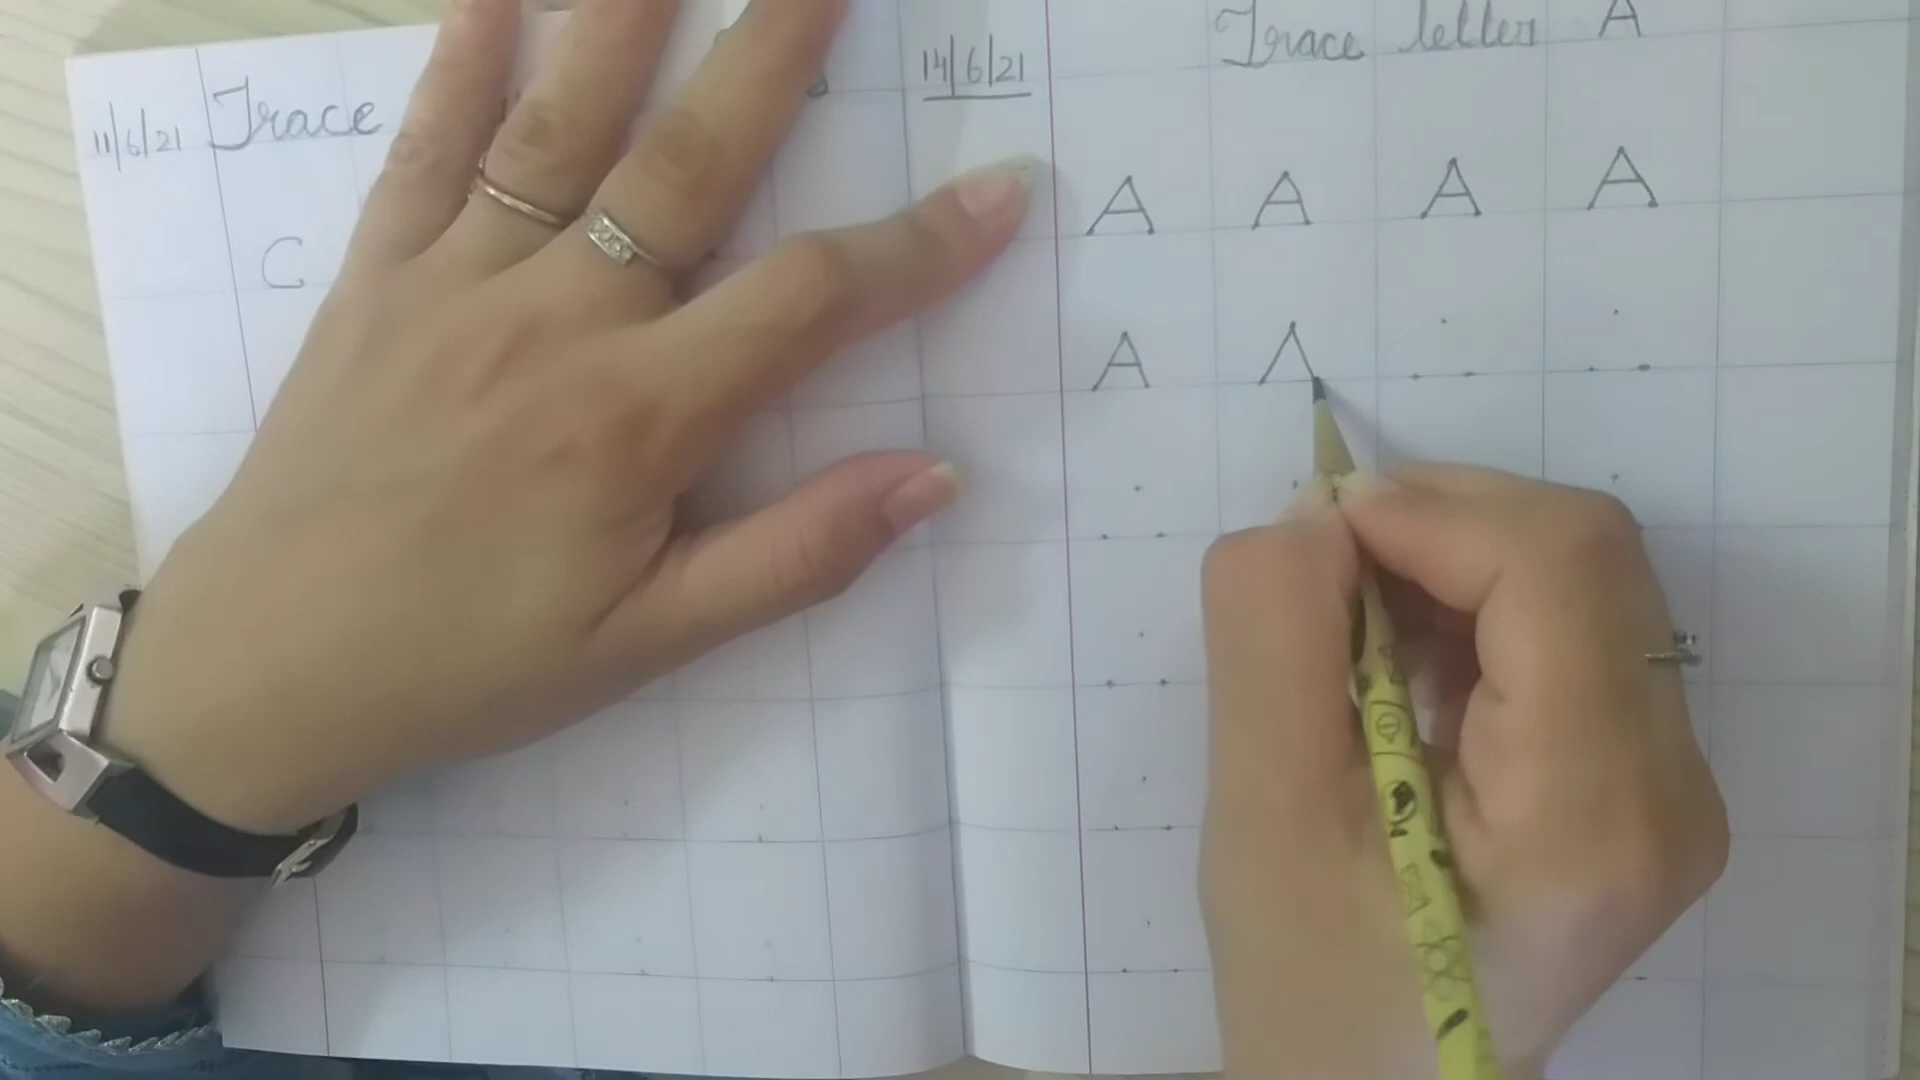 11/6/21 Trace
C
14/6/21 Trace letter A
A A A A
A Λ